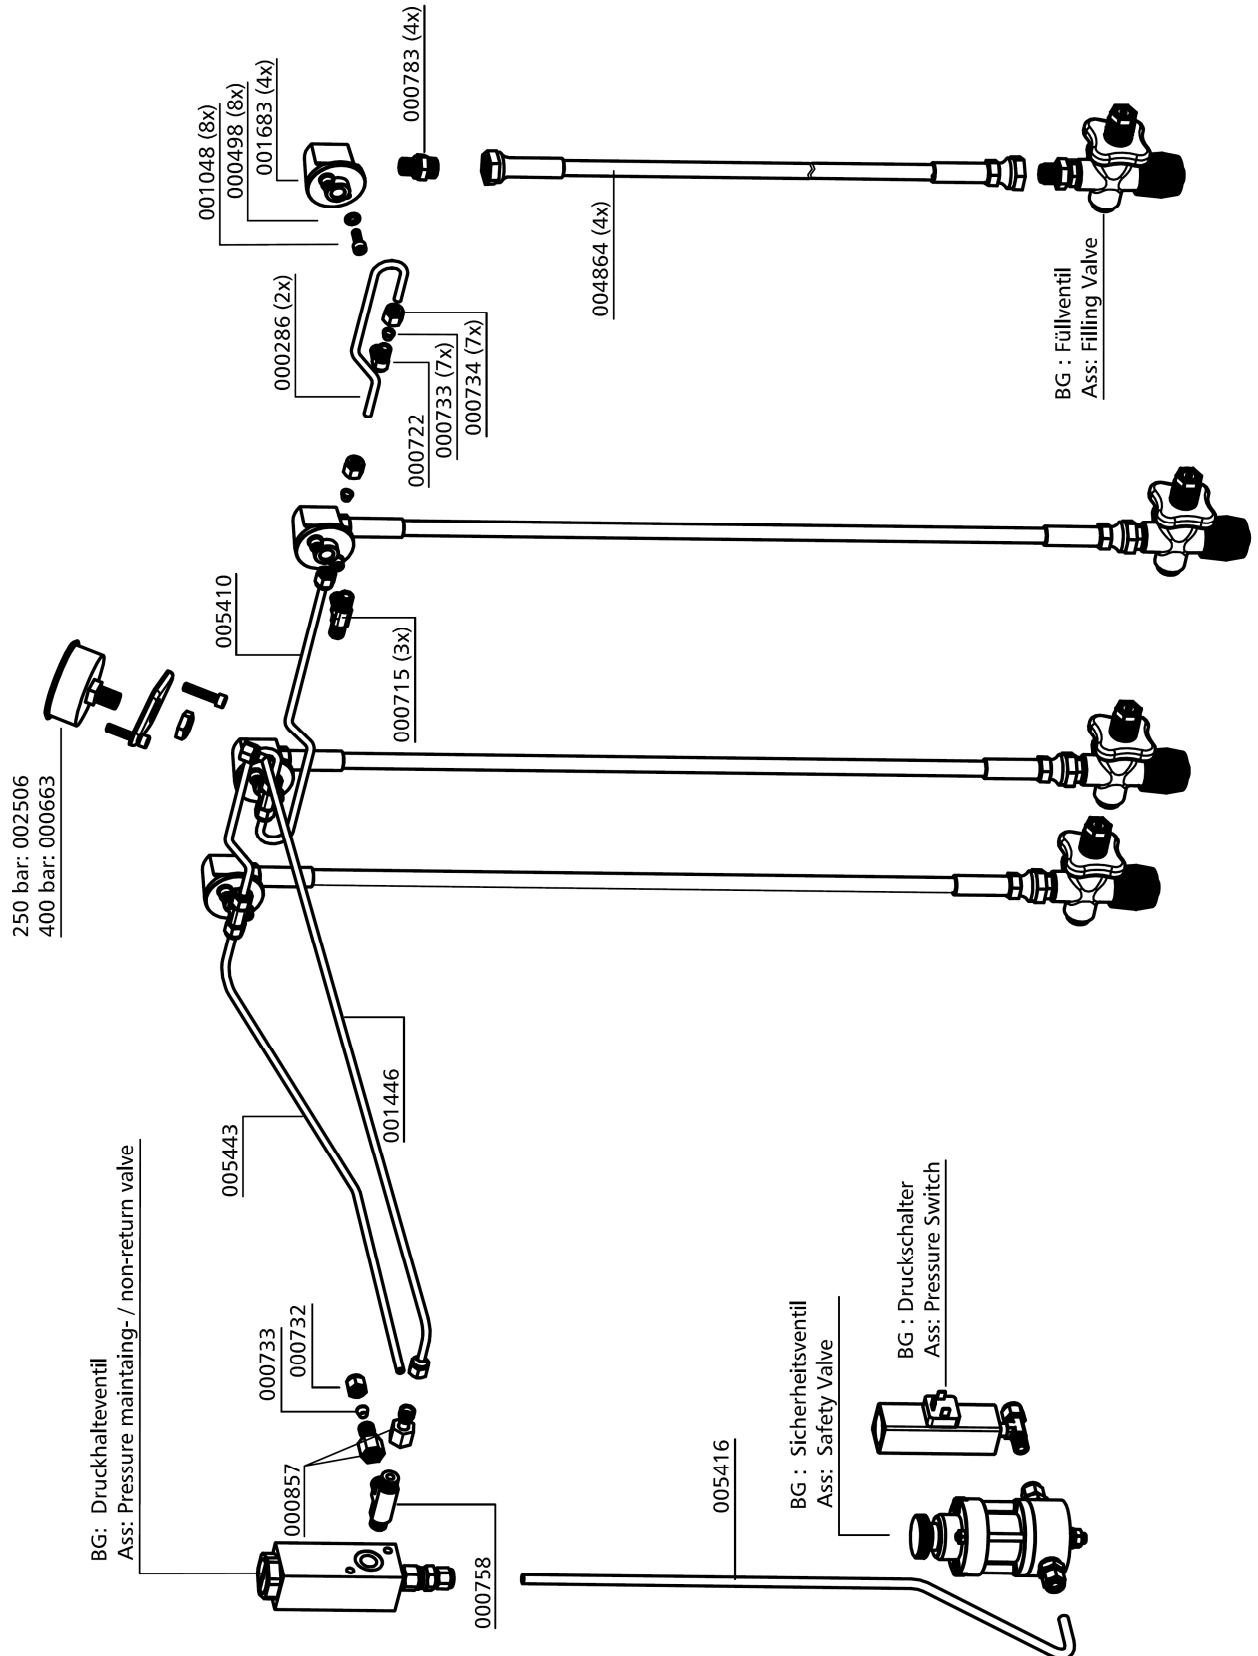 250 bar: 002506
400 bar: 000663
BG: Druckhalteventil
Ass: Pressure maintaing- / non-return valve
001048 (8x)
000498 (8x)
001683 (4x)
000783 (4x)
000286 (2x)
000722
000733 (7x)
000734 (7x)
004864 (4x)
BG : Füllventil
Ass: Filling Valve
005410
000715 (3x)
005443
001446
000733
000732
000857
000758
005416
BG : Sicherheitsventil
Ass: Safety Valve
BG : Druckschalter
Ass: Pressure Switch